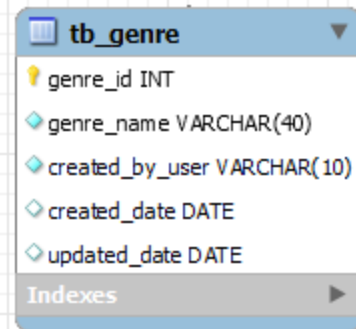 tb_genre
genre_id INT
genre_name VARCHAR(40)
created_by_user VARCHAR(10)
created_date DATE
updated_date DATE
Indexes